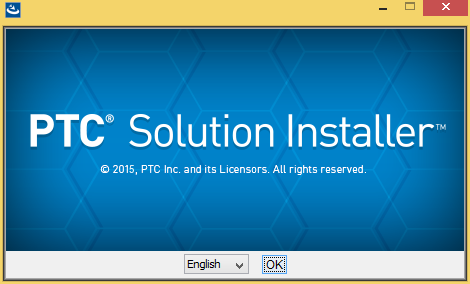 PTC® Solution Installer™
© 2015, PTC Inc. and its Licensors. All rights reserved.
English OK